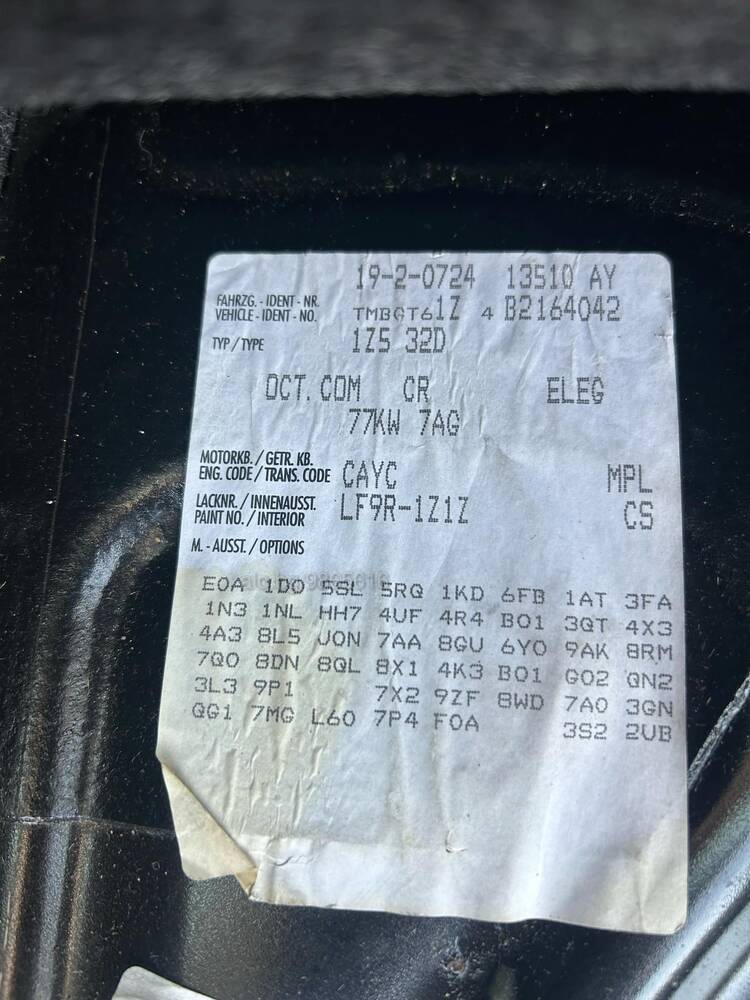 19-2-0724 13510 AY
FAHRZG. - IDENT - NR.
VEHICLE - IDENT - NO. TMBGT61Z 4 B2164042
TYP / TYPE 1Z5 32D
OCT. COM CR ELEG
77KW 7AG
MOTORKB. / GETR. KB.
ENG. CODE / TRANS. CODE CAYC MPL
LACKNR. / INNENAUSST.
PAINT NO. / INTERIOR LF9R-1Z1Z CS
M. - AUSST. / OPTIONS
E0A 1D0 5SL 5RQ 1KD 6FB 1AT 3FA
1N3 1NL HH7 4UF 4R4 B01 3QT 4X3
4A3 8L5 U0N 7AA 8GU 6Y0 9AK 8RM
7Q0 8DN 8QL 8X1 4K3 B01 G02 QN2
3L3 9P1 7X2 9ZF 8WD 7A0 3GN
QG1 7MG L60 7P4 F0A 3S2 2UB